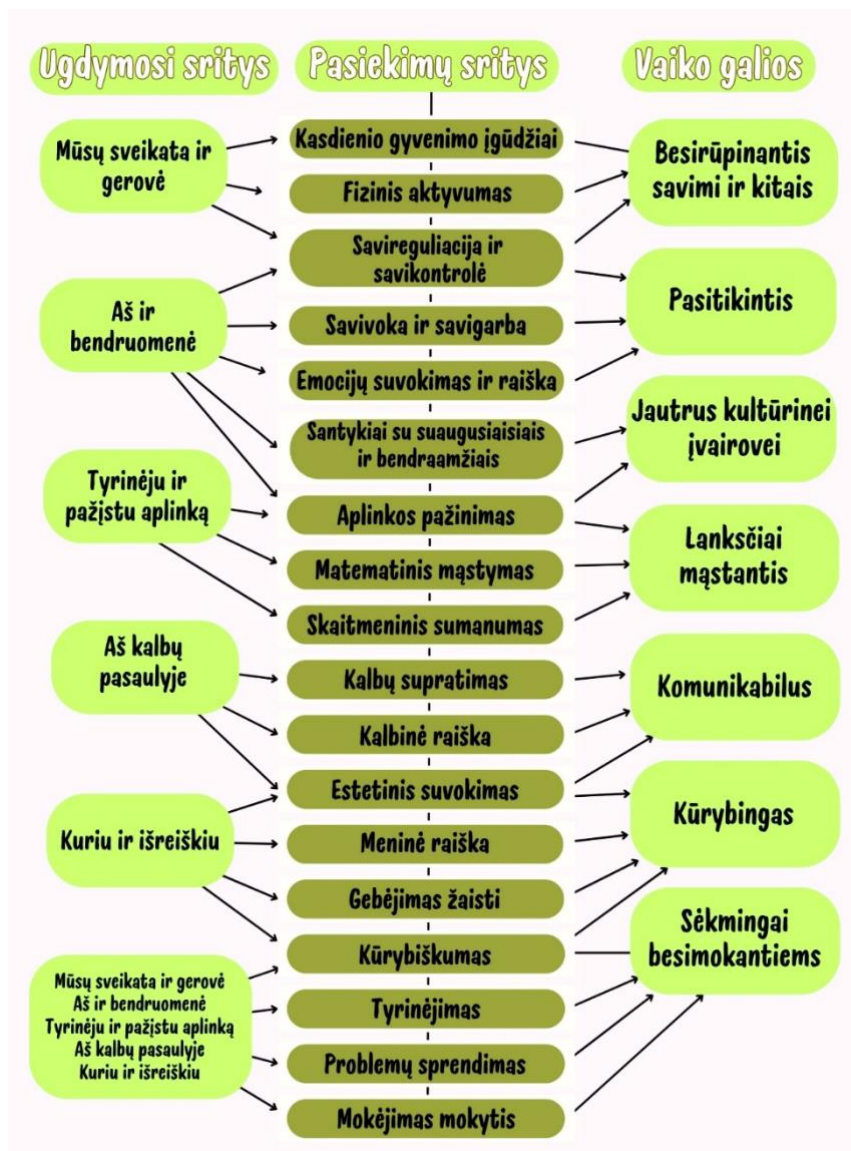 Ugdymosi sritys
Pasiekimų sritys
Vaiko galios
Mūsų sveikata ir
gerovė
Aš ir
bendruomenė
Tyrinėju ir
pažįstu aplinką
Aš kalbų
pasaulyje
Kuriu ir išreiškiu
Mūsų sveikata ir gerovė
Aš ir bendruomenė
Tyrinėju ir pažįstu aplinką
Aš kalbų pasaulyje
Kuriu ir išreiškiu
Kasdienio gyvenimo įgūdžiai
Fizinis aktyvumas
Savireguliacija ir
savikontrolė
Savivoka ir savigarba
Emocijų suvokimas ir raiška
Santykiai su suaugusiaisiais
ir bendraamžiais
Aplinkos pažinimas
Matematinis mąstymas
Skaitmeninis sumanumas
Kalbų supratimas
Kalbinė raiška
Estetinis suvokimas
Meninė raiška
Gebėjimas žaisti
Kūrybiškumas
Tyrinėjimas
Problemų sprendimas
Mokėjimas mokytis
Besirūpinantis
savimi ir kitais
Pasitikintis
Jautrus kultūrinei
įvairovei
Lanksčiai
mąstantis
Komunikabilus
Kūrybingas
Sėkmingai
besimokantiems